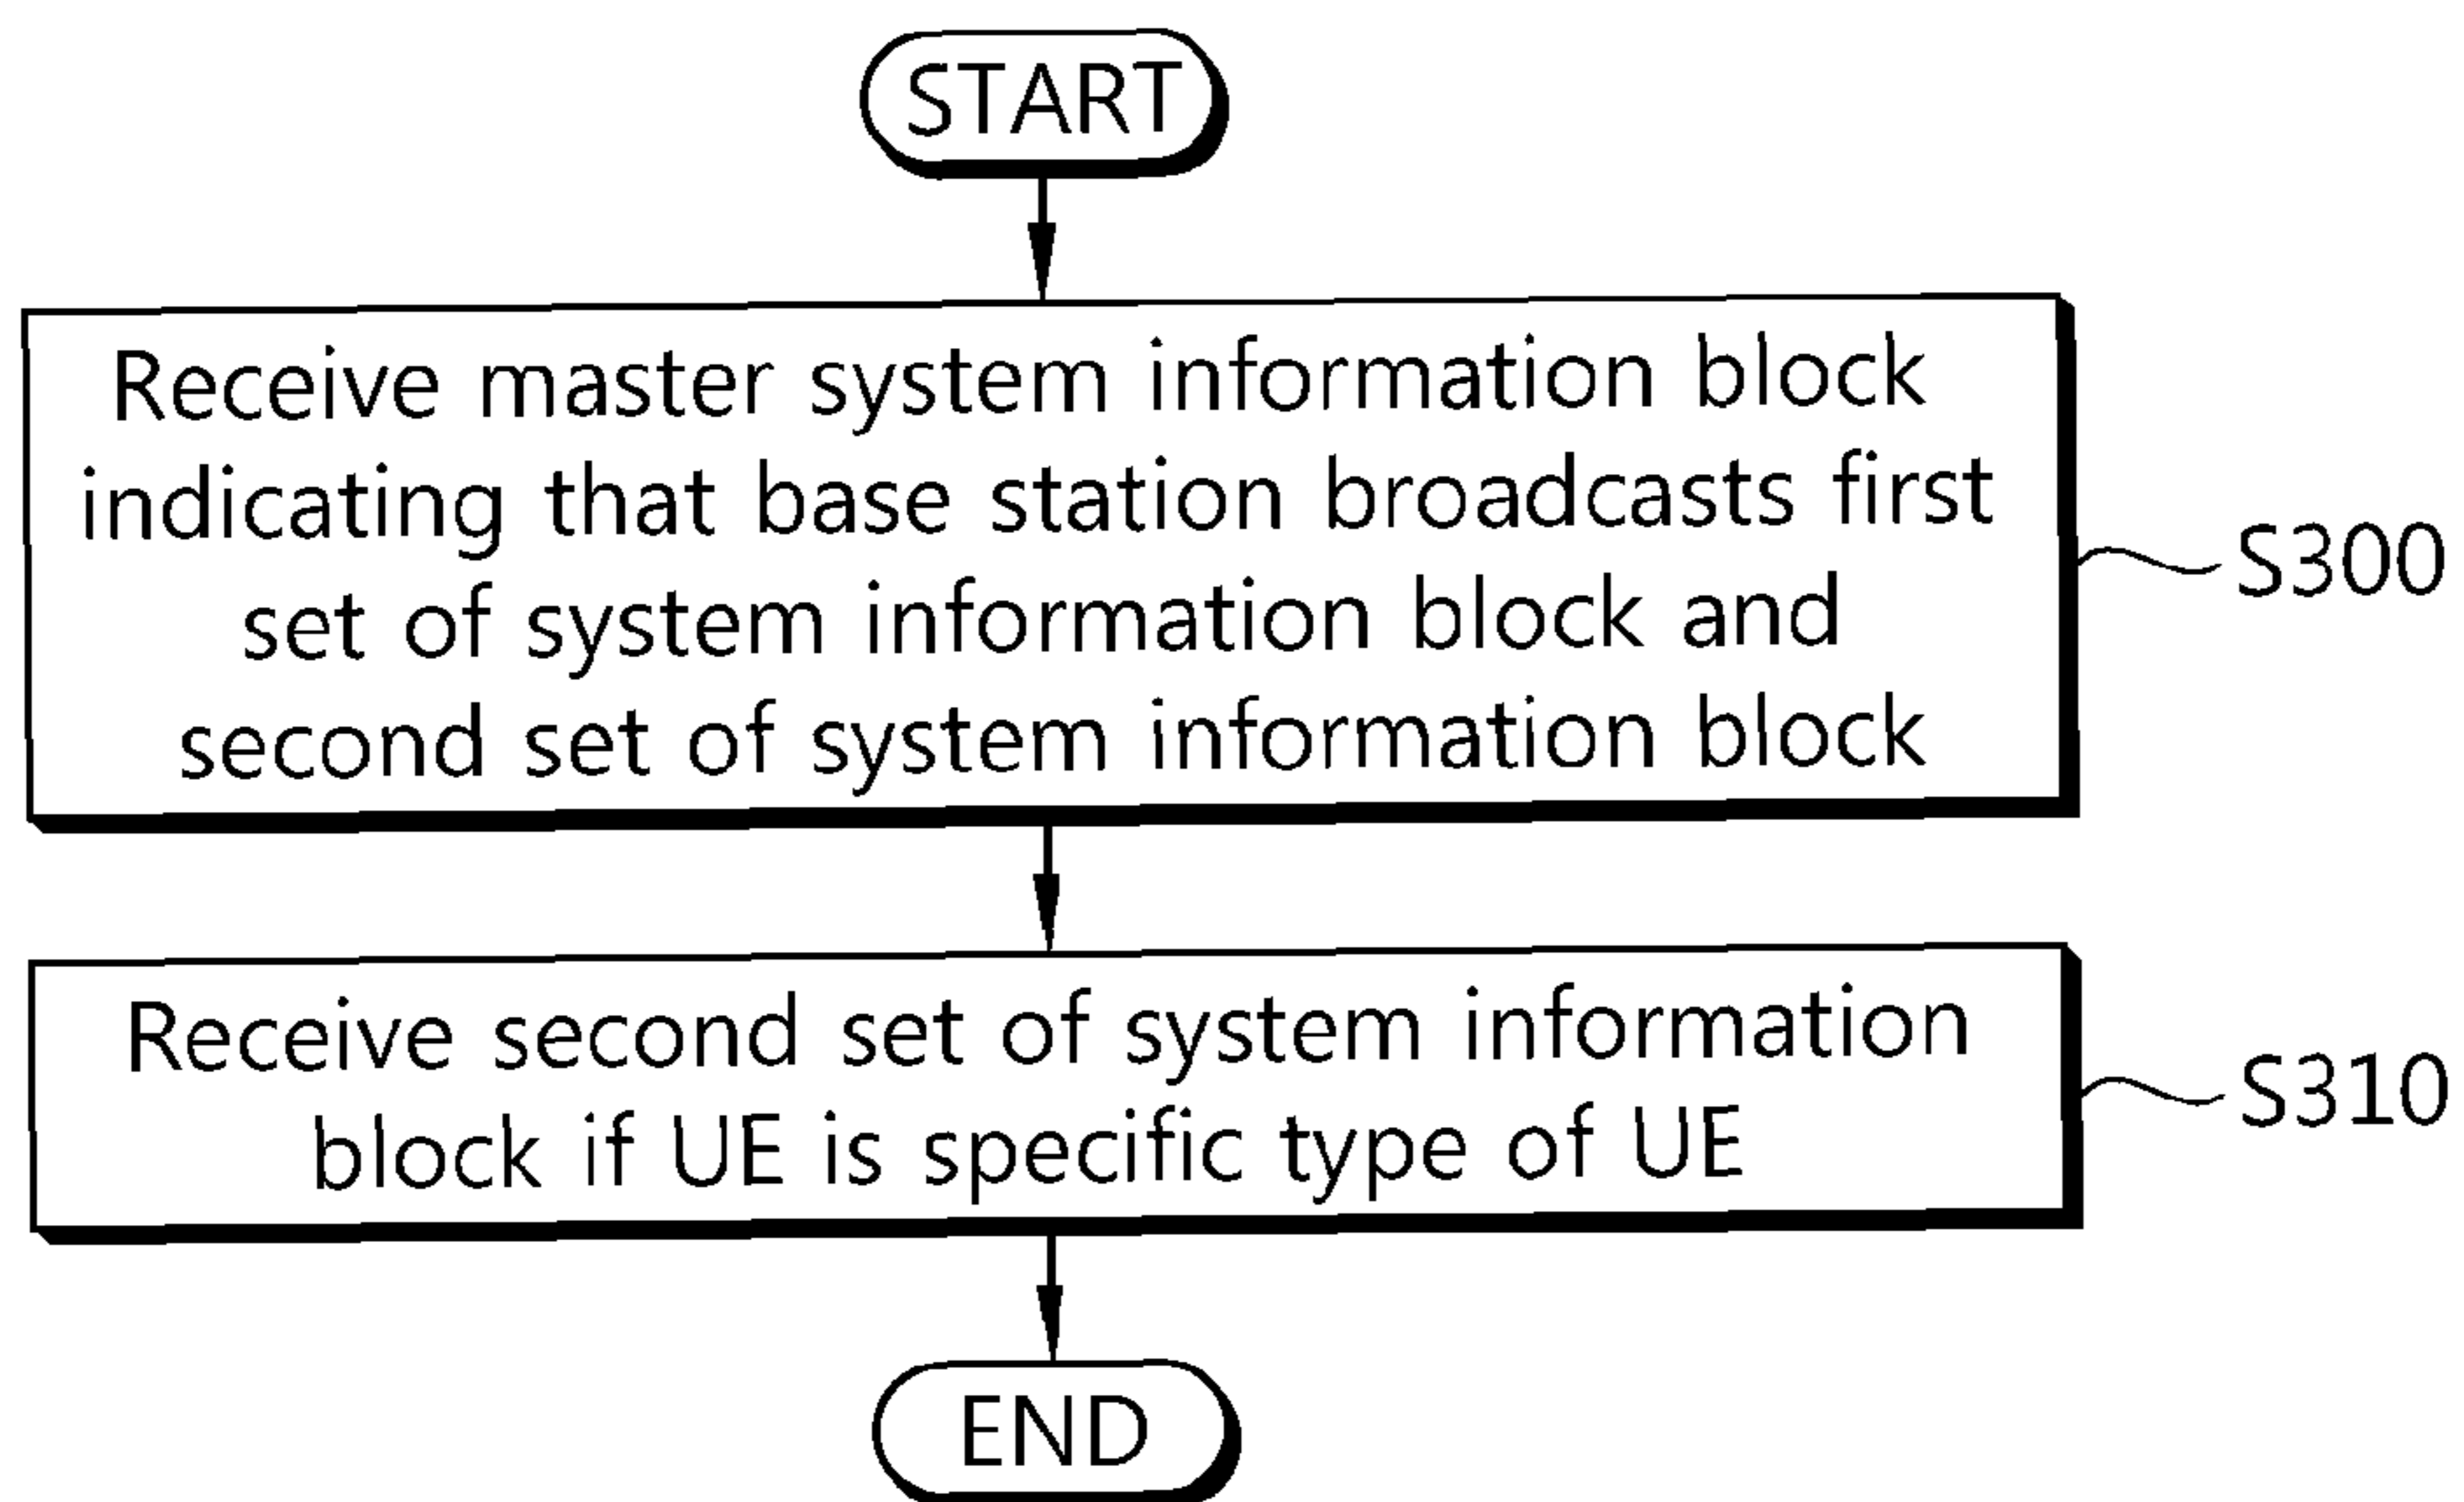 START
Receive master system information block
indicating that base station broadcasts first
set of system information block and
second set of system information block
S300
Receive second set of system information
block if UE is specific type of UE
S310
END